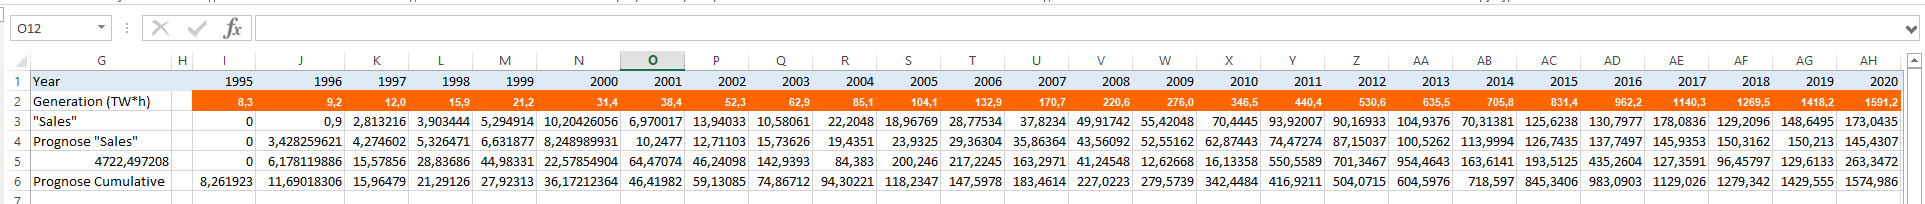 O12
fx
G H I J K L M N O P Q R S T U V W X Y Z AA AB AC AD AE AF AG AH
1 Year 1995 1996 1997 1998 1999 2000 2001 2002 2003 2004 2005 2006 2007 2008 2009 2010 2011 2012 2013 2014 2015 2016 2017 2018 2019 2020
2 Generation (TW*h) 8,3 9,2 12,0 15,9 21,2 31,4 38,4 52,3 62,9 85,1 104,1 132,9 170,7 220,6 276,0 346,5 440,4 530,6 635,5 705,8 831,4 962,2 1140,3 1269,5 1418,2 1591,2
3 "Sales" 0 0,9 2,813216 3,903444 5,294914 10,20426056 6,970017 13,94033 10,58061 22,2048 18,96769 28,77534 37,8234 49,91742 55,42048 70,4445 93,92007 90,16933 104,9376 70,31381 125,6238 130,7977 178,0836 129,2096 148,6495 173,0435
4 Prognose "Sales" 0 3,428259621 4,274602 5,326471 6,631877 8,248989931 10,2477 12,71103 15,73626 19,4351 23,9325 29,36304 35,86364 43,56092 52,55162 62,87443 74,47274 87,15037 100,5262 113,9994 126,7435 137,7497 145,9353 150,3162 150,213 145,4307
5 4722,497208 0 6,178119886 15,57856 28,83686 44,98331 22,57854904 64,47074 46,24098 142,9393 84,383 200,246 217,2245 163,2971 41,24548 12,62668 16,13358 550,5589 701,3467 954,4643 163,6141 193,5125 435,2604 127,3591 96,45797 129,6133 263,3472
6 Prognose Cumulative 8,261923 11,69018306 15,96479 21,29126 27,92313 36,17212364 46,41982 59,13085 74,86712 94,30221 118,2347 147,5978 183,4614 227,0223 279,5739 342,4484 416,9211 504,0715 604,5976 718,597 845,3406 983,0903 1129,026 1279,342 1429,555 1574,986